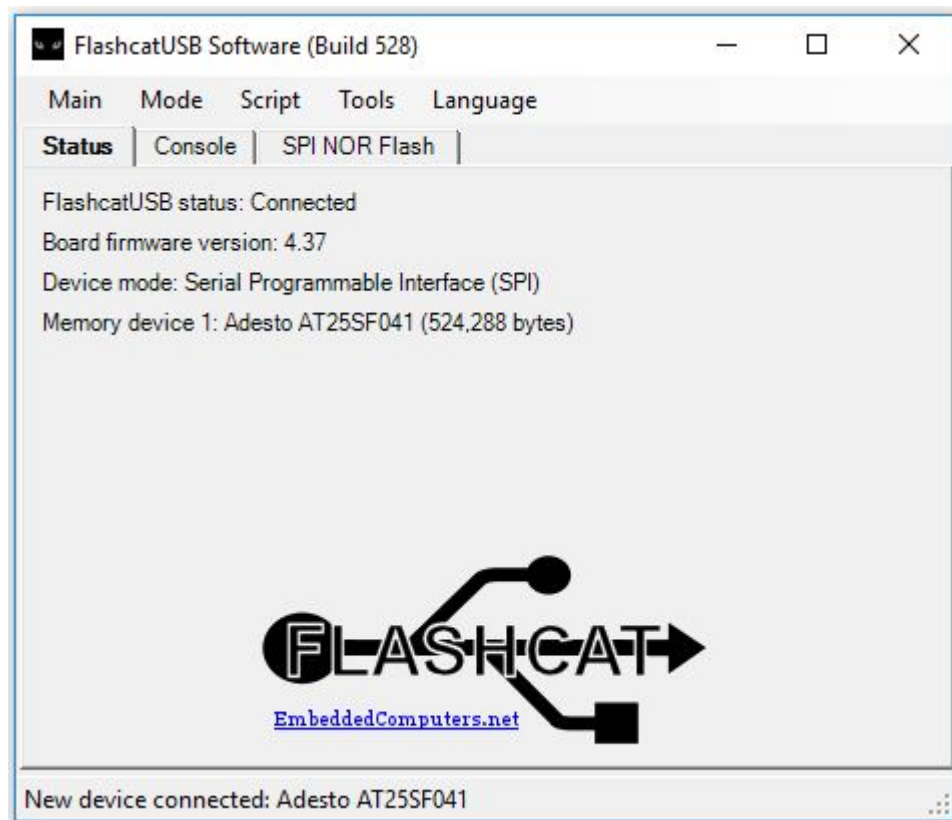 FlashcatUSB Software (Build 528)
Main Mode Script Tools Language
Status Console SPI NOR Flash
FlashcatUSB status: Connected
Board firmware version: 4.37
Device mode: Serial Programmable Interface (SPI)
Memory device 1: Adesto AT25SF041 (524,288 bytes)
FLASHCAT
EmbeddedComputers.net
New device connected: Adesto AT25SF041